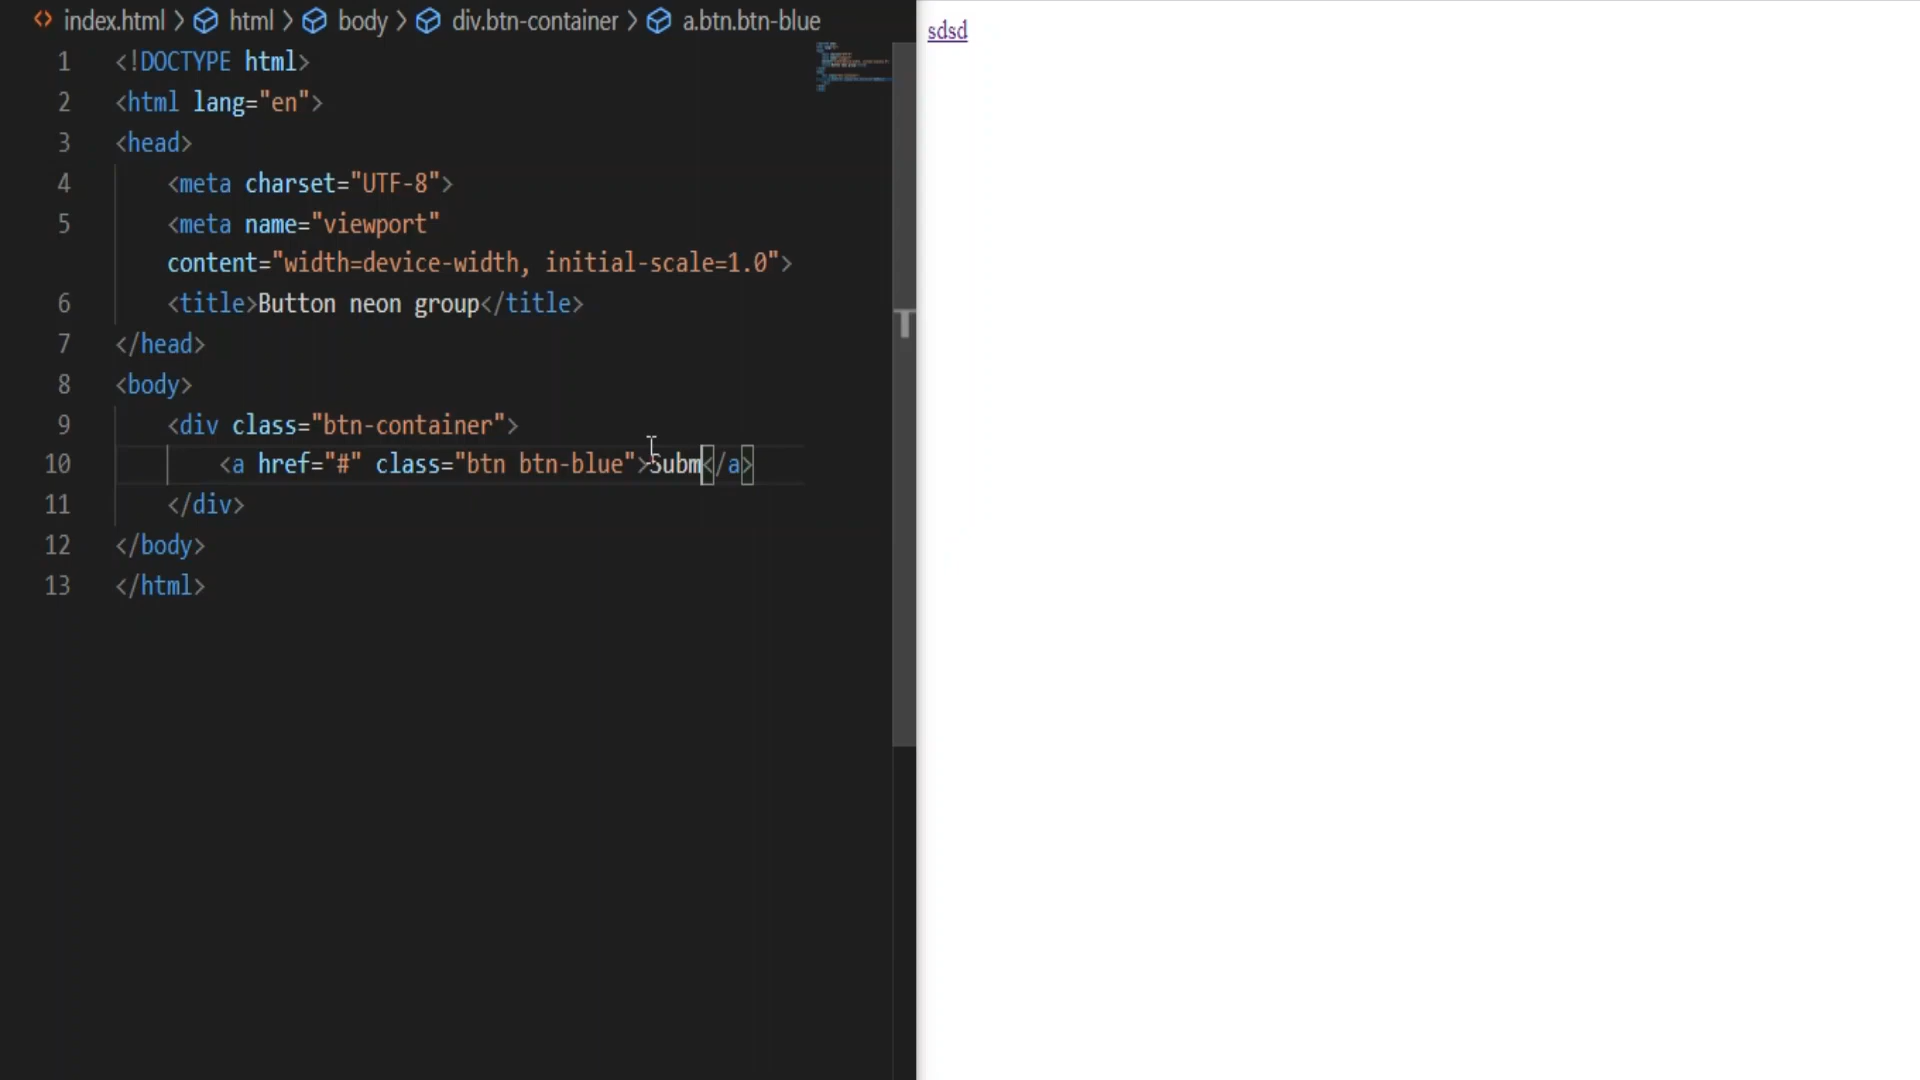 index.html > html > body > div.btn-container > a.btn.btn-blue
1 <!DOCTYPE html>
2 <html lang="en">
3 <head>
4 <meta charset="UTF-8">
5 <meta name="viewport"
content="width=device-width, initial-scale=1.0">
6 <title>Button neon group</title>
7 </head>
8 <body>
9 <div class="btn-container">
10 <a href="#" class="btn btn-blue">Subm</a>
11 </div>
12 </body>
13 </html>
sdsd